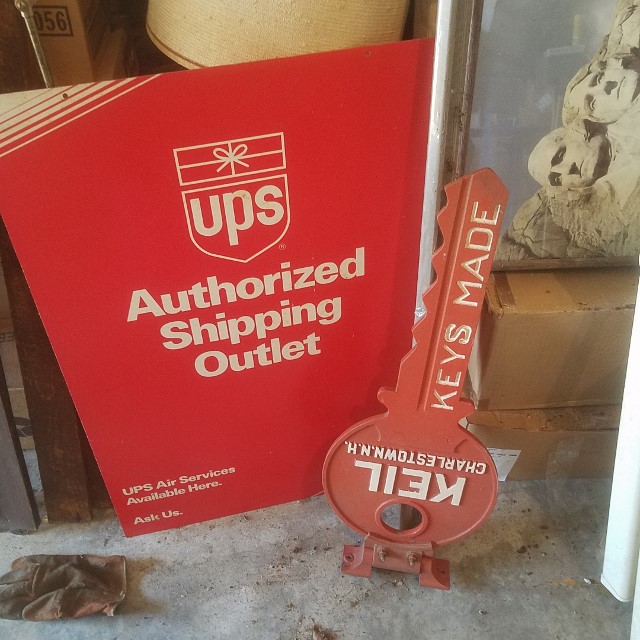 056
ups
®
Authorized
Shipping
Outlet
UPS Air Services
Available Here.
Ask Us.
KEYS MADE
KEIL
CHARLESTOWN.N.H.